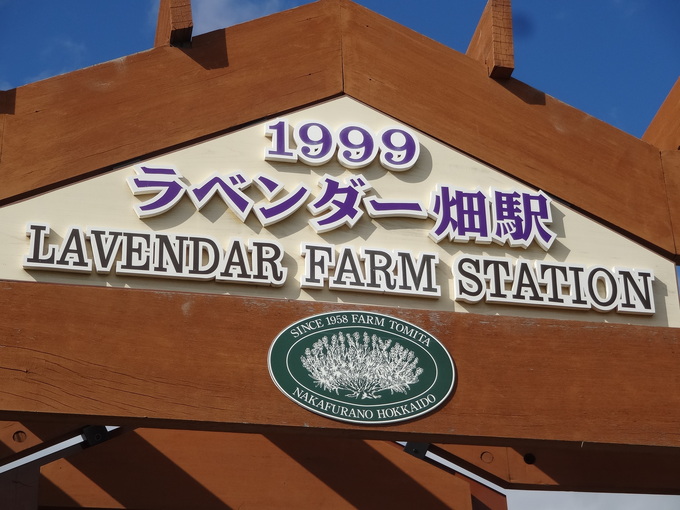 1999
ラベンダー畑駅
LAVENDAR FARM STATION
SINCE 1958 FARM TOMITA
NAKAFURANO HOKKAIDO